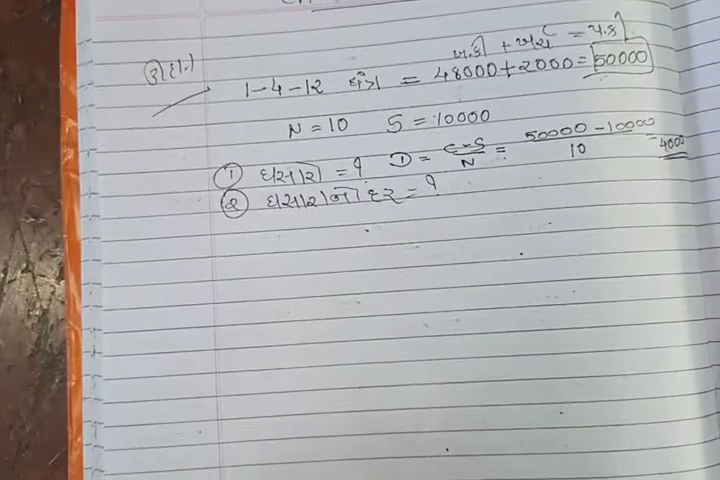 ઉદા.1
ખ.કી + ખર્ચ = પ.કિ
1-4-12 યંત્ર = 48000+2000=50000
N=10 S=10000
① ઘસારો = ? D = C-S/N = 50000-10000/10 = 4000
② ઘસારાનો દર = ?